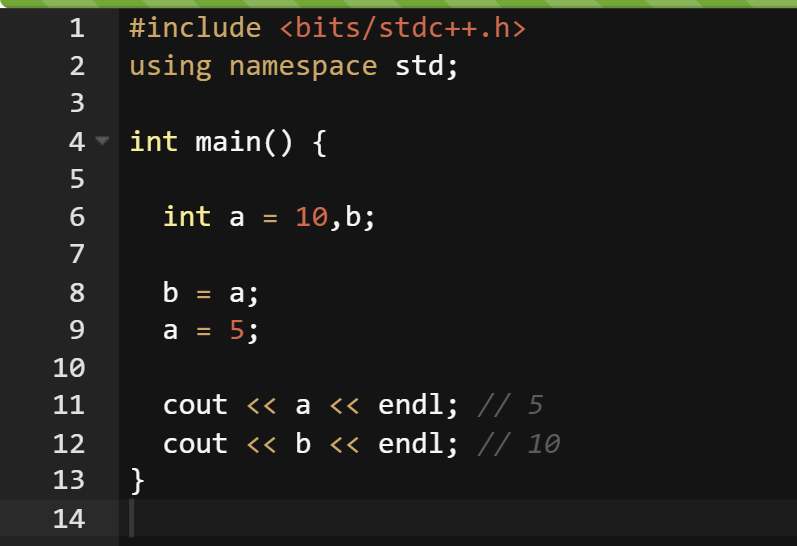 1 #include <bits/stdc++.h>
2 using namespace std;
3
4 int main() {
5
6   int a = 10,b;
7
8   b = a;
9   a = 5;
10
11   cout << a << endl; // 5
12   cout << b << endl; // 10
13 }
14